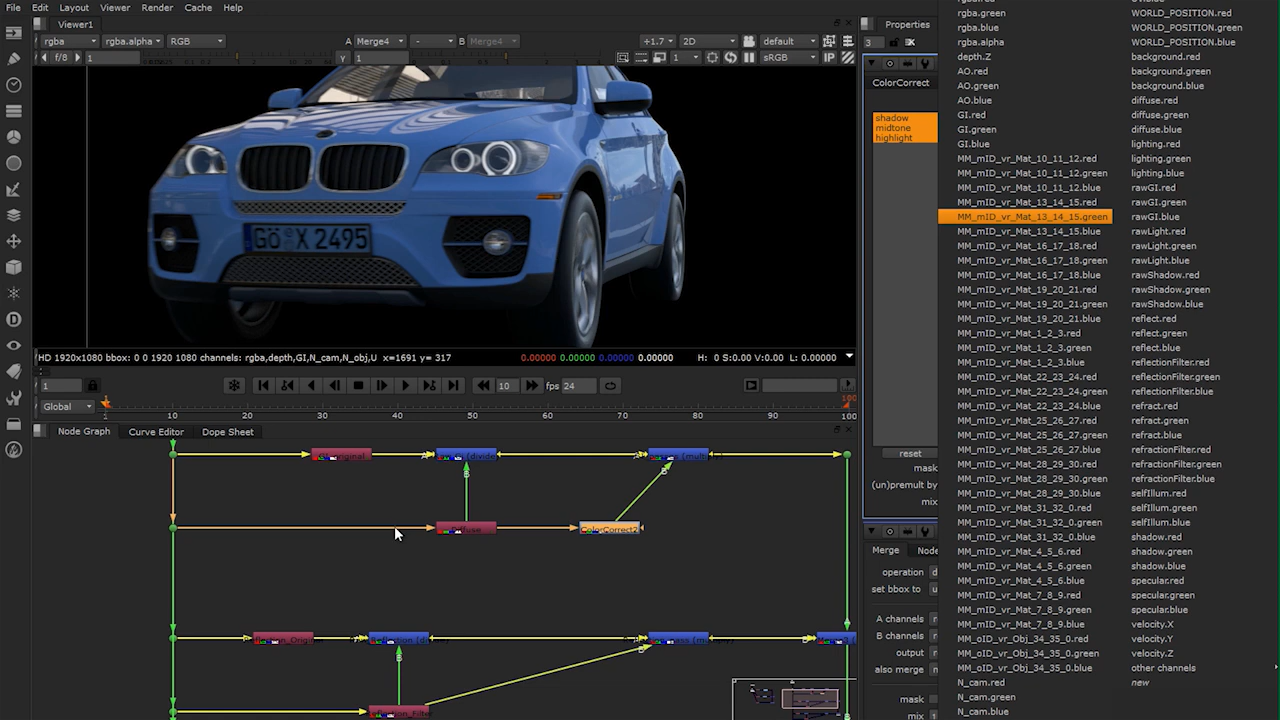 File Edit Layout Viewer Render Cache Help
Viewer1
rgba rgba.alpha RGB A Merge4 - B Merge4 +1.7 2D default
f/8 1 Y 1 1 sRGB IP
GÖ X 2495
HD 1920x1080 bbox: 0 0 1920 1080 channels: rgba,depth,GI,N_cam,N_obj,U x=1691 y= 317 0.00000 0.00000 0.00000 0.00000 H: 0 S:0.00 V:0.00 L: 0.00000
1 10 fps 24
Global 1 10 20 30 40 50 60 70 80 90 100
100
Node Graph Curve Editor Dope Sheet
Diffuse ColorCorrect2
Properties
3
ColorCorrect
shadow
midtone
highlight
reset
mask
(un)premult by
mix
Merge Node
operation
set bbox to
A channels
B channels
output
also merge
mask
mix
rgba.green
rgba.blue
rgba.alpha
depth.Z
AO.red
AO.green
AO.blue
GI.red
GI.green
GI.blue
MM_mID_vr_Mat_10_11_12.red
MM_mID_vr_Mat_10_11_12.green
MM_mID_vr_Mat_10_11_12.blue
MM_mID_vr_Mat_13_14_15.red
MM_mID_vr_Mat_13_14_15.green
MM_mID_vr_Mat_13_14_15.blue
MM_mID_vr_Mat_16_17_18.red
MM_mID_vr_Mat_16_17_18.green
MM_mID_vr_Mat_16_17_18.blue
MM_mID_vr_Mat_19_20_21.red
MM_mID_vr_Mat_19_20_21.green
MM_mID_vr_Mat_19_20_21.blue
MM_mID_vr_Mat_1_2_3.red
MM_mID_vr_Mat_1_2_3.green
MM_mID_vr_Mat_1_2_3.blue
MM_mID_vr_Mat_22_23_24.red
MM_mID_vr_Mat_22_23_24.green
MM_mID_vr_Mat_22_23_24.blue
MM_mID_vr_Mat_25_26_27.red
MM_mID_vr_Mat_25_26_27.green
MM_mID_vr_Mat_25_26_27.blue
MM_mID_vr_Mat_28_29_30.red
MM_mID_vr_Mat_28_29_30.green
MM_mID_vr_Mat_28_29_30.blue
MM_mID_vr_Mat_31_32_0.red
MM_mID_vr_Mat_31_32_0.green
MM_mID_vr_Mat_31_32_0.blue
MM_mID_vr_Mat_4_5_6.red
MM_mID_vr_Mat_4_5_6.green
MM_mID_vr_Mat_4_5_6.blue
MM_mID_vr_Mat_7_8_9.red
MM_mID_vr_Mat_7_8_9.green
MM_mID_vr_Mat_7_8_9.blue
MM_oID_vr_Obj_34_35_0.red
MM_oID_vr_Obj_34_35_0.green
MM_oID_vr_Obj_34_35_0.blue
N_cam.red
N_cam.green
N_cam.blue
WORLD_POSITION.red
WORLD_POSITION.green
WORLD_POSITION.blue
background.red
background.green
background.blue
diffuse.red
diffuse.green
diffuse.blue
lighting.red
lighting.green
lighting.blue
rawGI.red
rawGI.green
rawGI.blue
rawLight.red
rawLight.green
rawLight.blue
rawShadow.red
rawShadow.green
rawShadow.blue
reflect.red
reflect.green
reflect.blue
reflectionFilter.red
reflectionFilter.green
reflectionFilter.blue
refract.red
refract.green
refract.blue
refractionFilter.red
refractionFilter.green
refractionFilter.blue
selfIllum.red
selfIllum.green
selfIllum.blue
shadow.red
shadow.green
shadow.blue
specular.red
specular.green
specular.blue
velocity.X
velocity.Y
velocity.Z
other channels
new